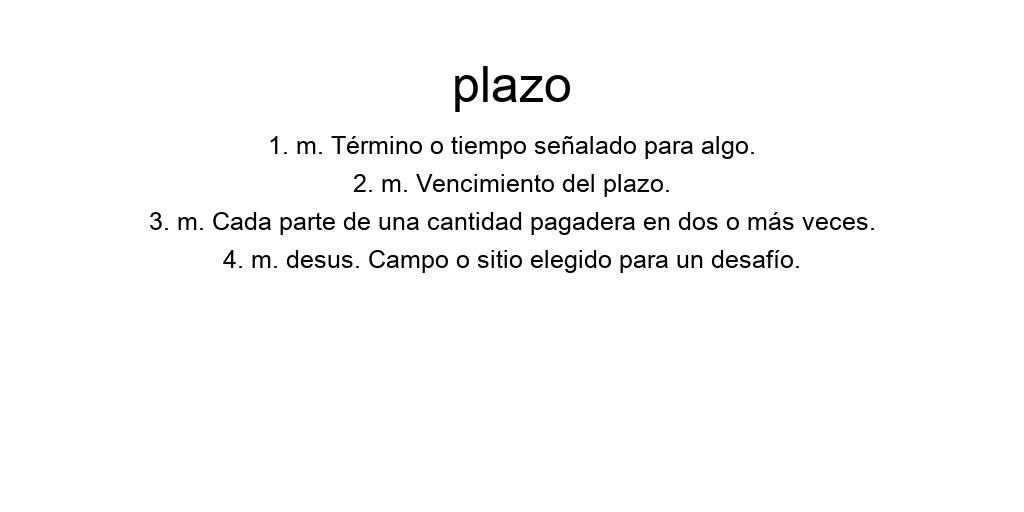 plazo
1. m. Término o tiempo señalado para algo.
2. m. Vencimiento del plazo.
3. m. Cada parte de una cantidad pagadera en dos o más veces.
4. m. desus. Campo o sitio elegido para un desafío.